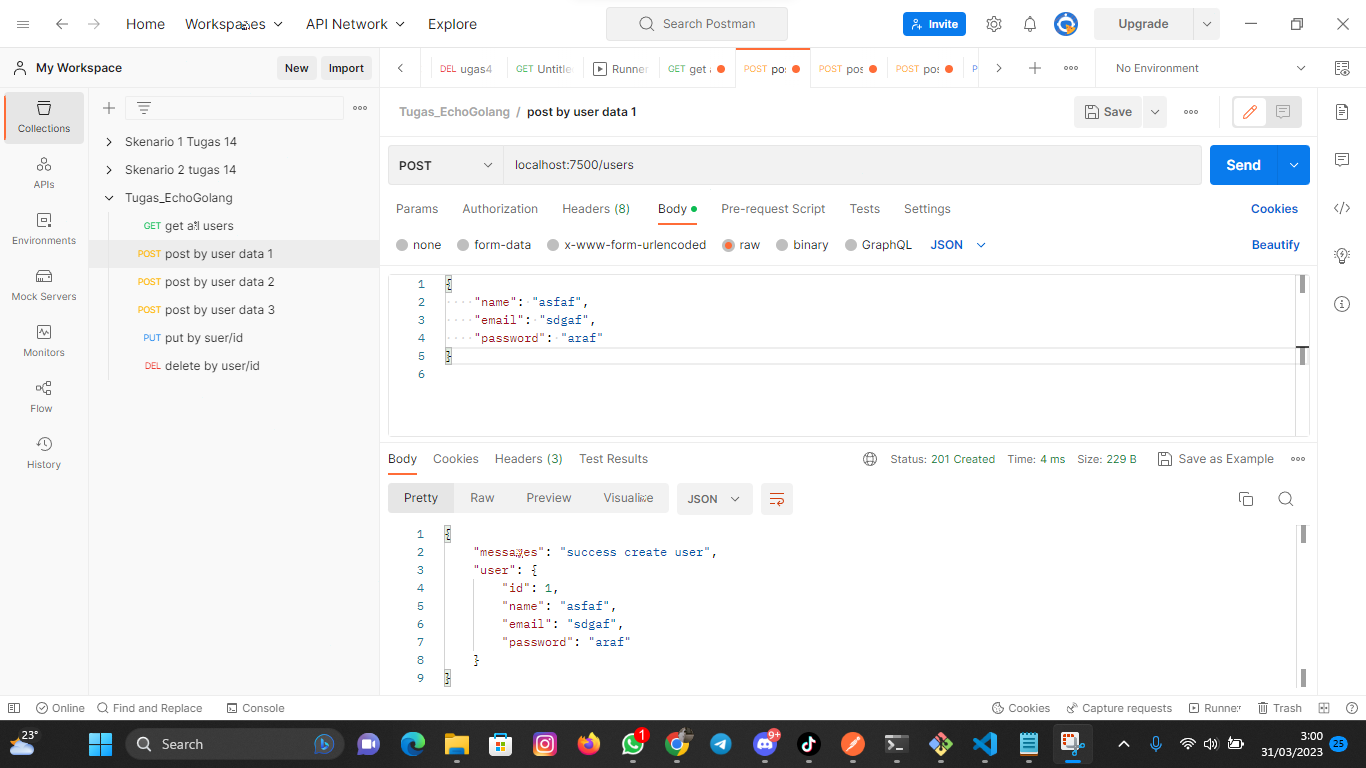 Home Workspaces API Network Explore Search Postman Invite Upgrade
My Workspace New Import DEL ugas4 GET Untitle Runner GET get POST pos POST pos POST pos P No Environment
Collections
APIs
Environments
Mock Servers
Monitors
Flow
History
Skenario 1 Tugas 14
Skenario 2 tugas 14
Tugas_EchoGolang
GET get all users
POST post by user data 1
POST post by user data 2
POST post by user data 3
PUT put by suer/id
DEL delete by user/id
Tugas_EchoGolang / post by user data 1 Save
POST localhost:7500/users Send
Params Authorization Headers (8) Body Pre-request Script Tests Settings Cookies
none form-data x-www-form-urlencoded raw binary GraphQL JSON Beautify
1 {
2 "name": "asfaf",
3 "email": "sdgaf",
4 "password": "araf"
5 }
6
Body Cookies Headers (3) Test Results Status: 201 Created Time: 4 ms Size: 229 B Save as Example
Pretty Raw Preview Visualize JSON
1 {
2 "messages": "success create user",
3 "user": {
4 "id": 1,
5 "name": "asfaf",
6 "email": "sdgaf",
7 "password": "araf"
8 }
9 }
Online Find and Replace Console Cookies Capture requests Runner Trash
23° Search 1 9+ 3:00
31/03/2023 25